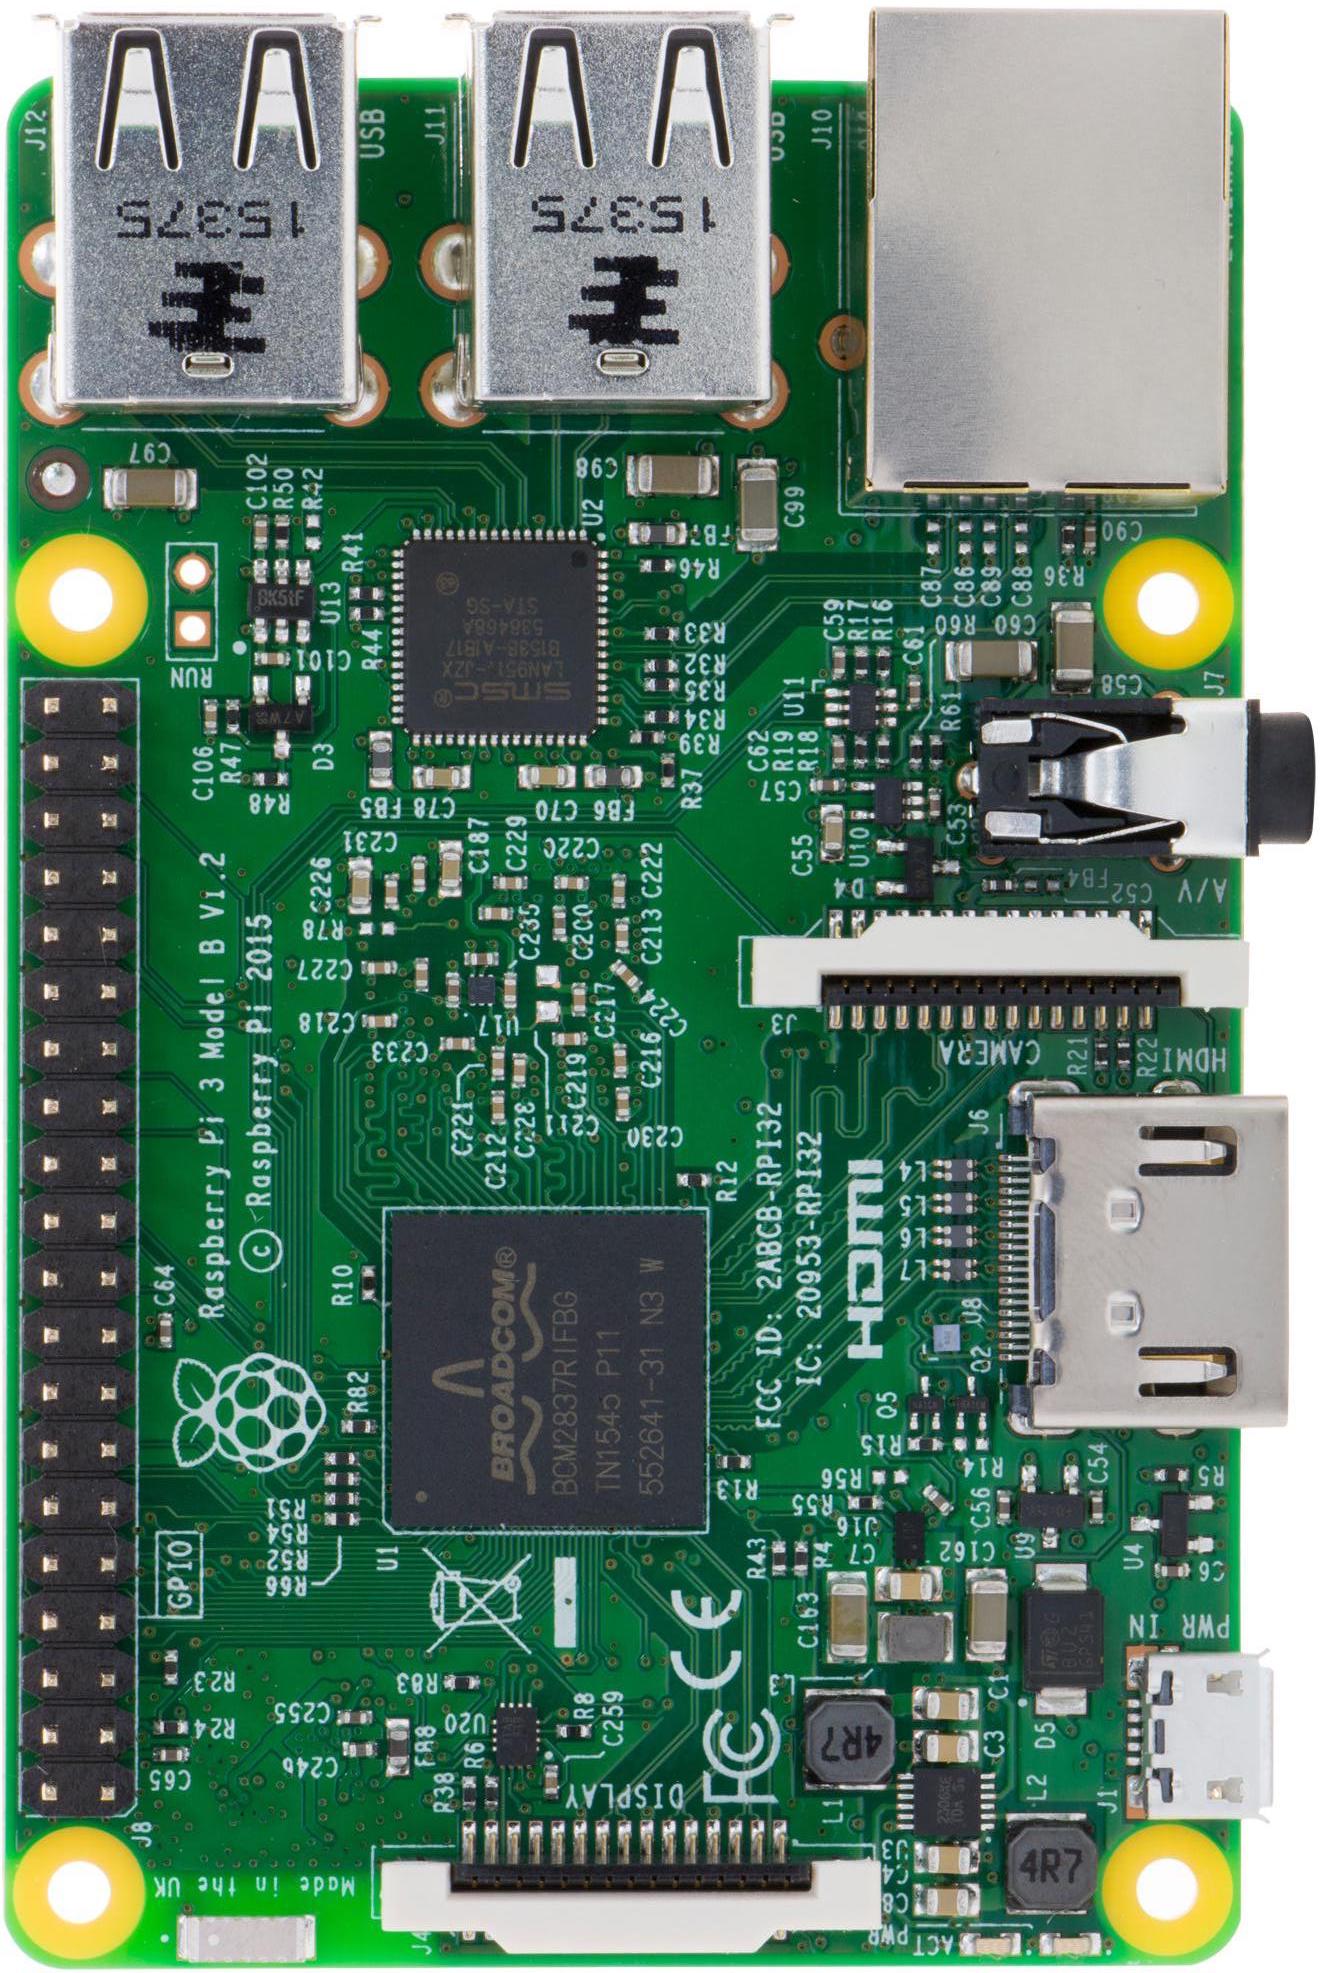 J12
USB
J11
USB
J10
15375
15375
C97
C102
R50
R42
C98
U2
C99
FB7
C90
R41
R46
C87
C86
C89
C88
R36
U13
R44
C101
RUN
63
STA-SG
538468A
B1538-A1B17
smsc®
R33
R32
R35
R34
R39
R37
C59
R17
R16
R60
C60
C61
C58
J7
U11
R61
C106
R47
D3
R48
C62
R19
R18
C57
FB5
C78
C70
FB6
C55
U10
C53
D4
C52
FB4
A/V
C231
C187
C229
C220
C222
C226
R78
C235
C200
C213
C227
C218
U17
C217
C224
C233
C216
C221
C219
C212
C228
C211
C230
J3
CAMERA
R21
R22
HDMI
Raspberry Pi 3 Model B V1.2
© Raspberry Pi 2015
J6
R12
FCC ID: 2ABCB-RPI32
IC: 20953-RPI32
HDMI
L4
L5
L6
L7
R10
C64
BROADCOM®
BCM2837RIFBG
TN1545 P11
552641-31 N3 W
U8
Q2
Q5
R82
R15
R14
C54
R5
R13
R56
R55
J16
C7
C162
C56
U9
U4
C6
R51
R54
R52
R66
U1
R43
R4
GPIO
C163
PWR IN
CE
FC
R23
R83
R24
C255
U20
R8
C259
L3
C1
C65
C246
R6
R38
DISPLAY
4R7
C3
D5
L1
L2
J1
J8
C4
C8
4R7
Made in the UK
J4
PWR
ACT